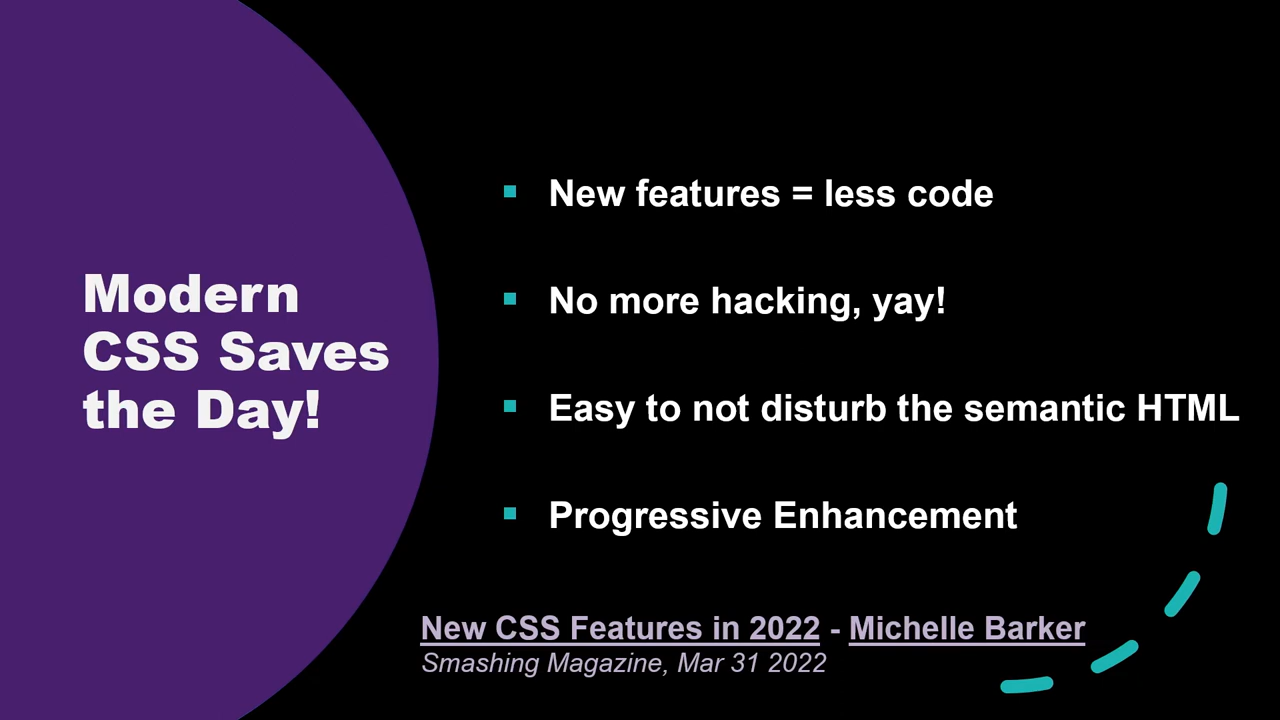 Modern
CSS Saves
the Day!
New features = less code
No more hacking, yay!
Easy to not disturb the semantic HTML
Progressive Enhancement
New CSS Features in 2022 - Michelle Barker
Smashing Magazine, Mar 31 2022